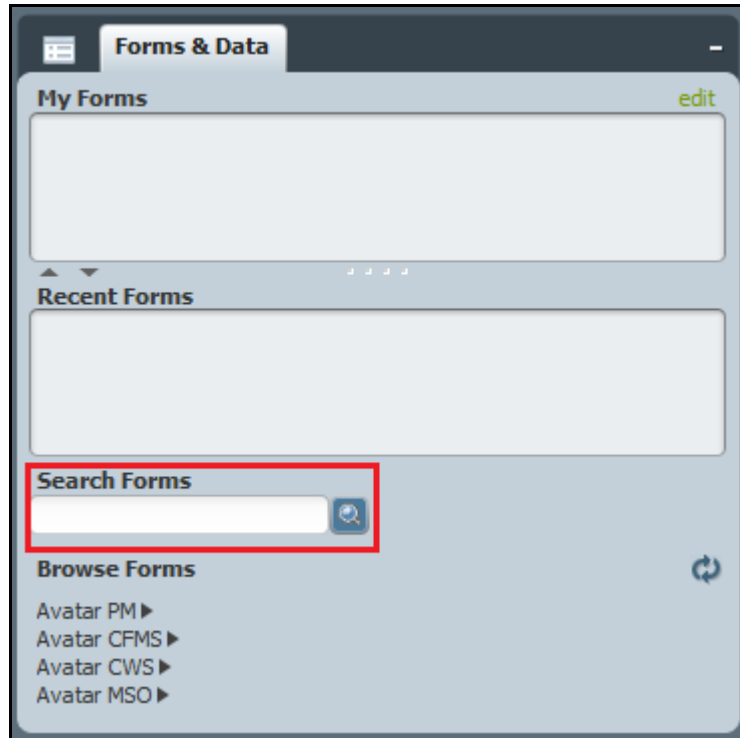 Forms & Data
My Forms edit
Recent Forms
Search Forms
Browse Forms
Avatar PM
Avatar CFMS
Avatar CWS
Avatar MSO